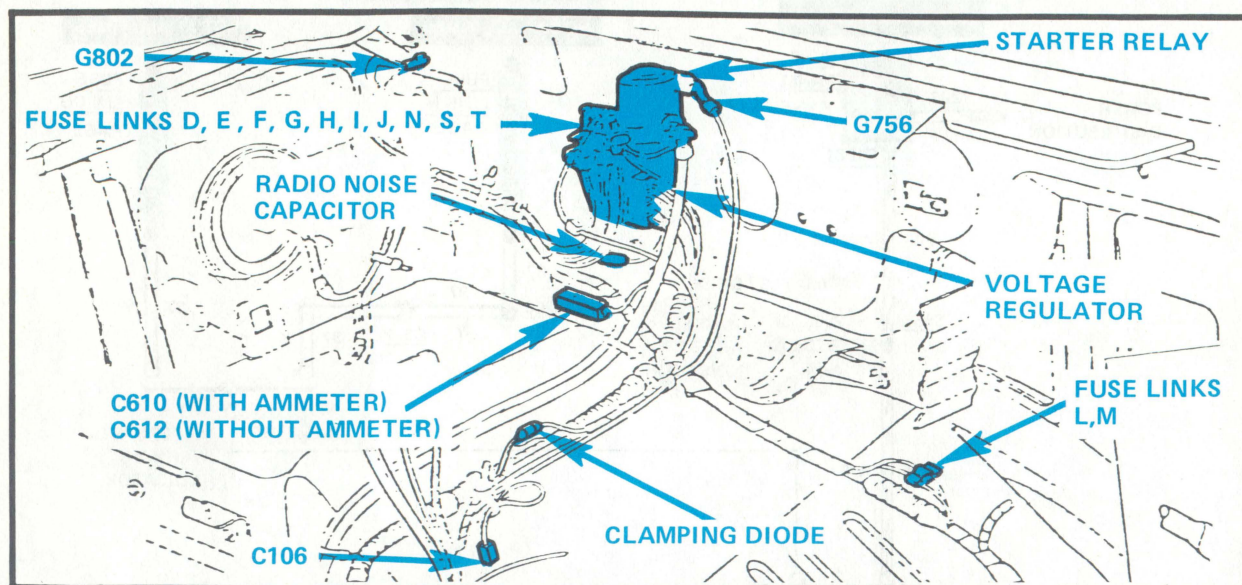 G802
STARTER RELAY
FUSE LINKS D, E, F, G, H, I, J, N, S, T
G756
RADIO NOISE
CAPACITOR
VOLTAGE
REGULATOR
C610 (WITH AMMETER)
C612 (WITHOUT AMMETER)
FUSE LINKS
L,M
CLAMPING DIODE
C106